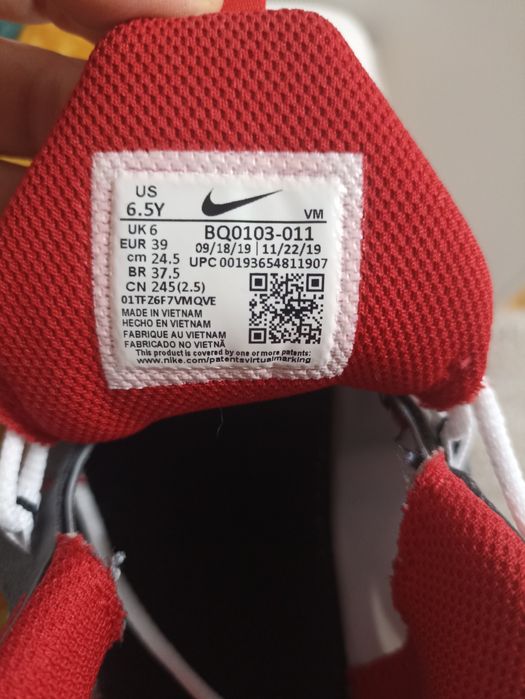 US
6.5Y
VM
UK 6
BQ0103-011
EUR 39
09/18/19 | 11/22/19
cm 24.5
UPC 00193654811907
BR 37.5
CN 245(2.5)
01TFZ6F7VMQVE
MADE IN VIETNAM
HECHO EN VIETNAM
FABRIQUE AU VIETNAM
FABRICADO NO VIETNÃ
This product is covered by one or more patents:
www.nike.com/patentsvirtualmarking